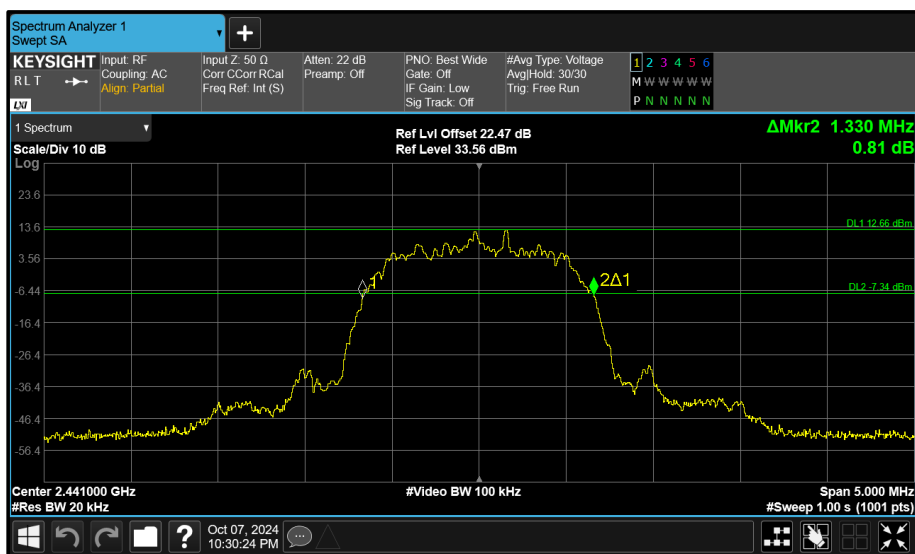 Spectrum Analyzer 1
Swept SA
KEYSIGHT
RLT
LXI
Input: RF
Coupling: AC
Align: Partial
Input Z: 50 Ω
Corr CCorr RCal
Freq Ref: Int (S)
Atten: 22 dB
Preamp: Off
PNO: Best Wide
Gate: Off
IF Gain: Low
Sig Track: Off
#Avg Type: Voltage
Avg|Hold: 30/30
Trig: Free Run
1 2 3 4 5 6
M W W W W W
P N N N N N
1 Spectrum
Scale/Div 10 dB
Ref Lvl Offset 22.47 dB
Ref Level 33.56 dBm
ΔMkr2 1.330 MHz
0.81 dB
Log
23.6
13.6
3.56
-6.44
-16.4
-26.4
-36.4
-46.4
-56.4
DL1 12.66 dBm
1
2Δ1
DL2 -7.34 dBm
Center 2.441000 GHz
#Res BW 20 kHz
#Video BW 100 kHz
Span 5.000 MHz
#Sweep 1.00 s (1001 pts)
?
Oct 07, 2024
10:30:24 PM